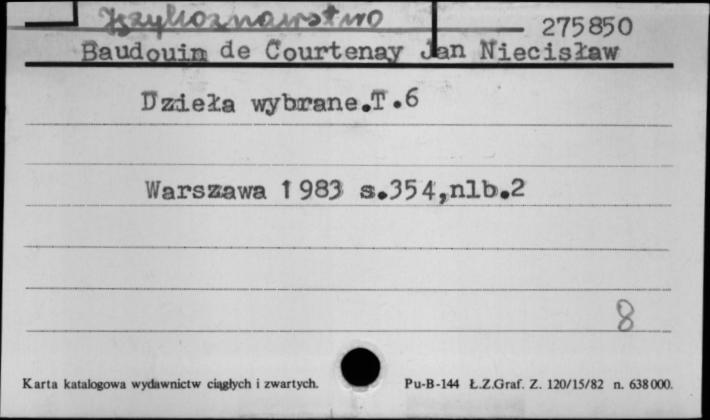 Językoznawstwo 275850
Baudouin de Courtenay Jan Niecisław
Dzieła wybrane.T.6
Warszawa 1983 s.354,nlb.2
8
Karta katalogowa wydawnictw ciągłych i zwartych. Pu-B-144 Ł.Z.Graf. Z. 120/15/82 n. 638000.